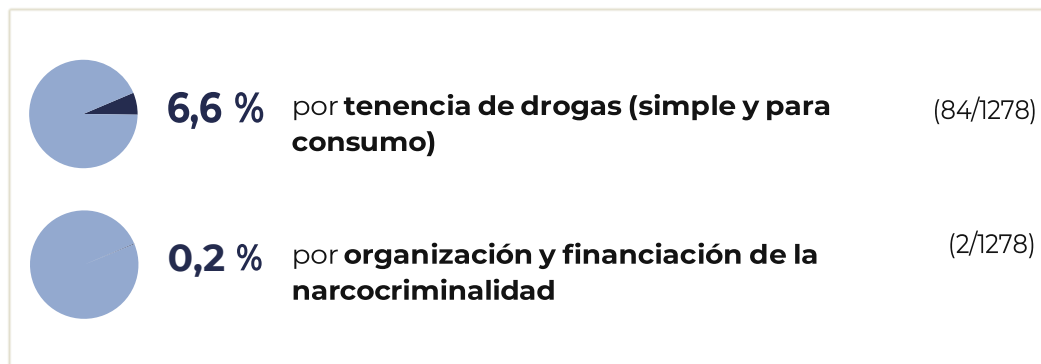 6,6 % por tenencia de drogas (simple y para (84/1278)
consumo)
0,2 % por organización y financiación de la (2/1278)
narcocriminalidad